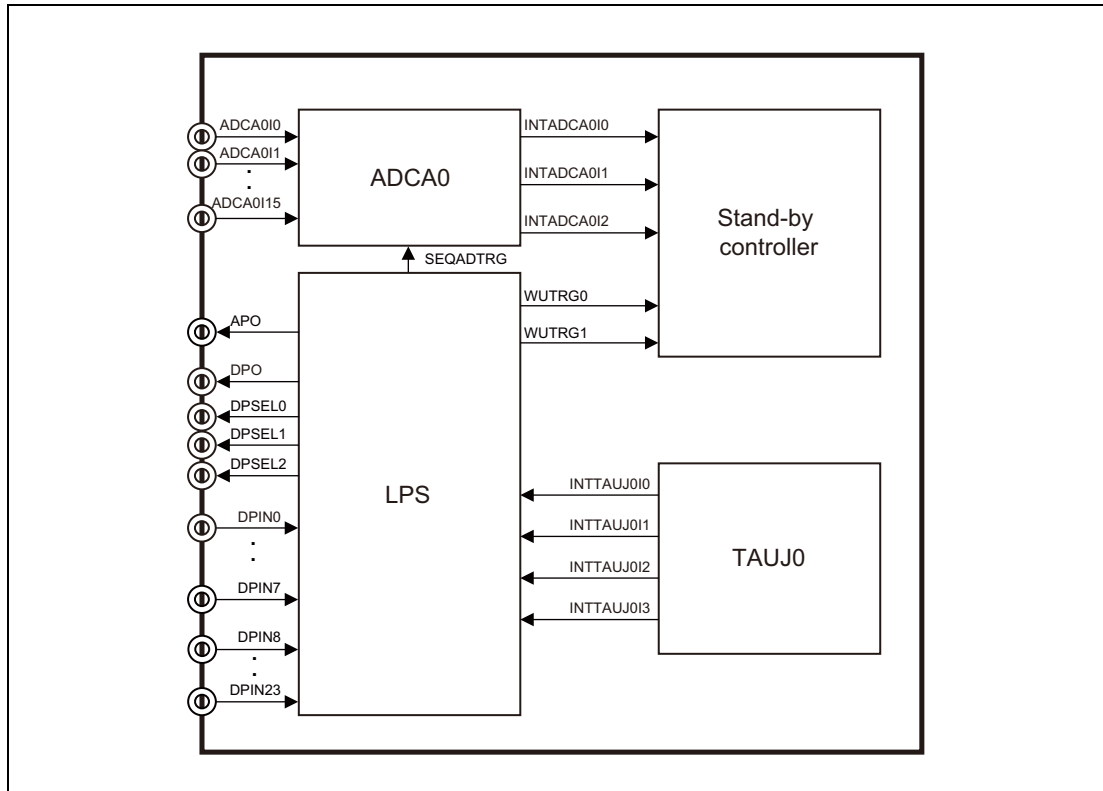 ADCA0I0
ADCA0I1
.
.
ADCA0I15
ADCA0
INTADCA0I0
INTADCA0I1
INTADCA0I2
Stand-by
controller
SEQADTRG
WUTRG0
WUTRG1
APO
DPO
DPSEL0
DPSEL1
DPSEL2
DPIN0
.
.
DPIN7
DPIN8
.
.
DPIN23
LPS
INTTAUJ0I0
INTTAUJ0I1
INTTAUJ0I2
INTTAUJ0I3
TAUJ0